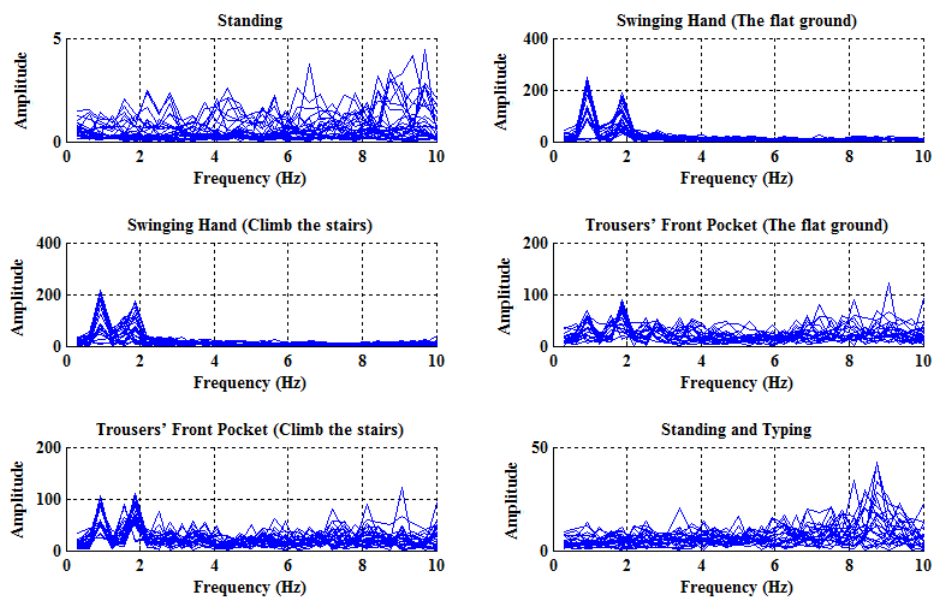 Standing
5
0
Amplitude
0 2 4 6 8 10
Frequency (Hz)
Swinging Hand (The flat ground)
400
200
0
Amplitude
0 2 4 6 8 10
Frequency (Hz)
Swinging Hand (Climb the stairs)
400
200
0
Amplitude
0 2 4 6 8 10
Frequency (Hz)
Trousers’ Front Pocket (The flat ground)
200
100
0
Amplitude
0 2 4 6 8 10
Frequency (Hz)
Trousers’ Front Pocket (Climb the stairs)
200
100
0
Amplitude
0 2 4 6 8 10
Frequency (Hz)
Standing and Typing
50
0
Amplitude
0 2 4 6 8 10
Frequency (Hz)